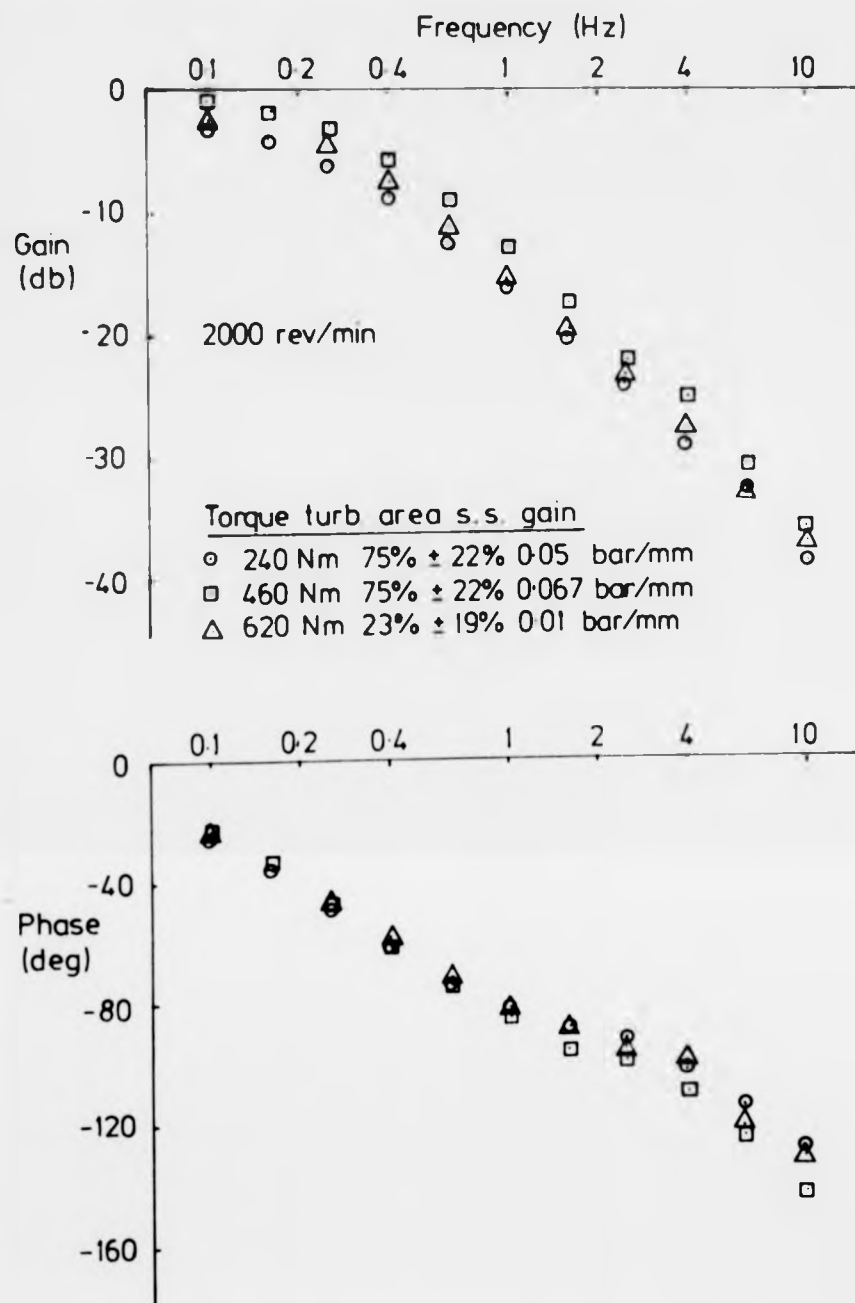 Frequency (Hz)
0·1 0·2 0·4 1 2 4 10
0
-10
Gain
(db)
-20
2000 rev/min
-30
Torque turb area s.s. gain
⊙ 240 Nm 75% ± 22% 0·05 bar/mm
⊡ 460 Nm 75% ± 22% 0·067 bar/mm
△ 620 Nm 23% ± 19% 0·01 bar/mm
-40
0·1 0·2 0·4 1 2 4 10
0
-40
Phase
(deg)
-80
-120
-160